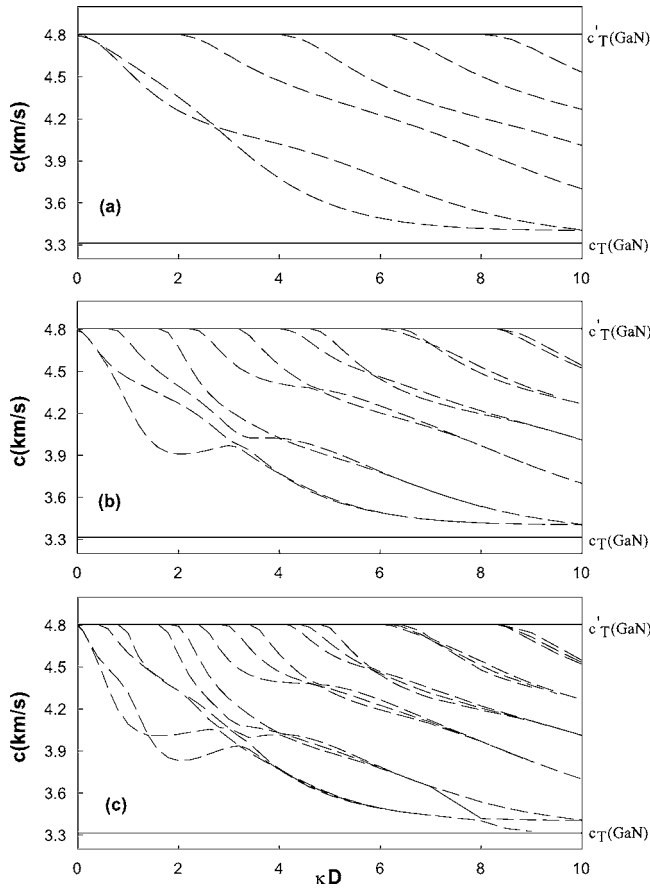 4.8
c'T(GaN)
4.5
4.2
c(km/s)
3.9
3.6
(a)
3.3
cT(GaN)
0 2 4 6 8 10
4.8
c'T(GaN)
4.5
4.2
c(km/s)
3.9
3.6
(b)
3.3
cT(GaN)
0 2 4 6 8 10
4.8
c'T(GaN)
4.5
4.2
c(km/s)
3.9
3.6
(c)
3.3
cT(GaN)
0 2 4 6 8 10
κD